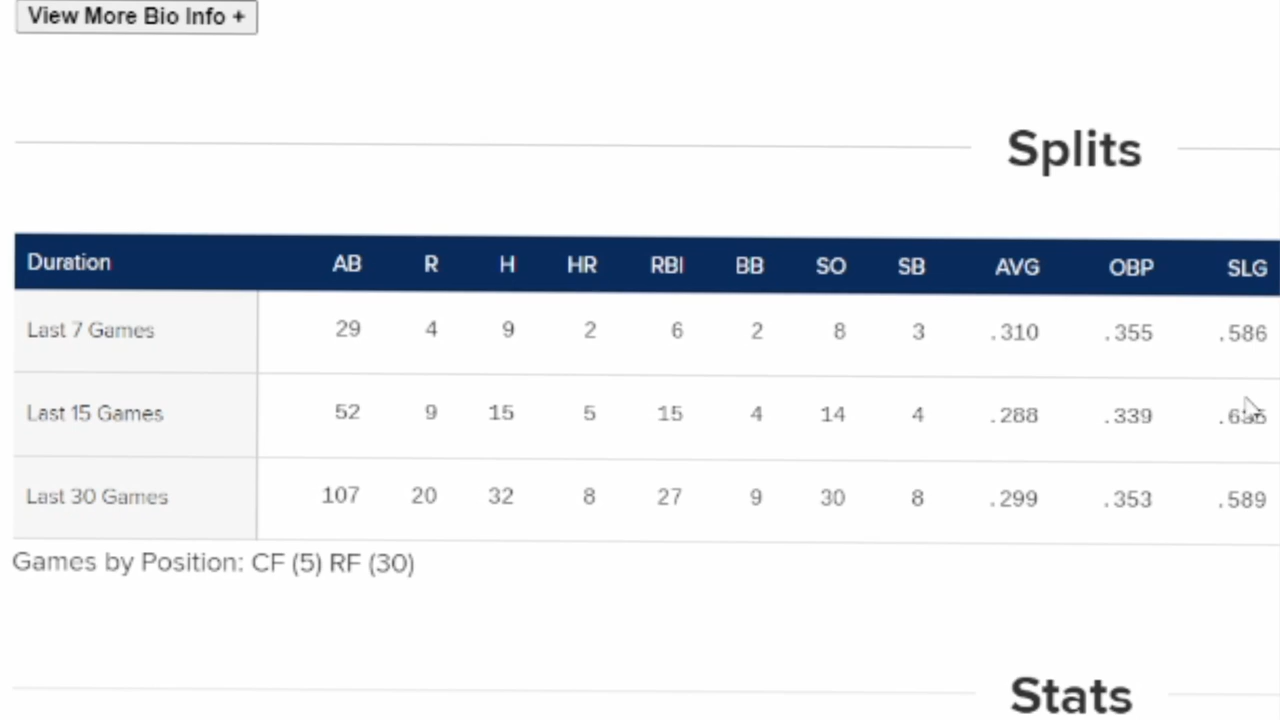 View More Bio Info +
Splits
Duration AB R H HR RBI BB SO SB AVG OBP SLG
Last 7 Games 29 4 9 2 6 2 8 3 .310 .355 .586
Last 15 Games 52 9 15 5 15 4 14 4 .288 .339
Last 30 Games 107 20 32 8 27 9 30 8 .299 .353 .589
Games by Position: CF (5) RF (30)
Stats